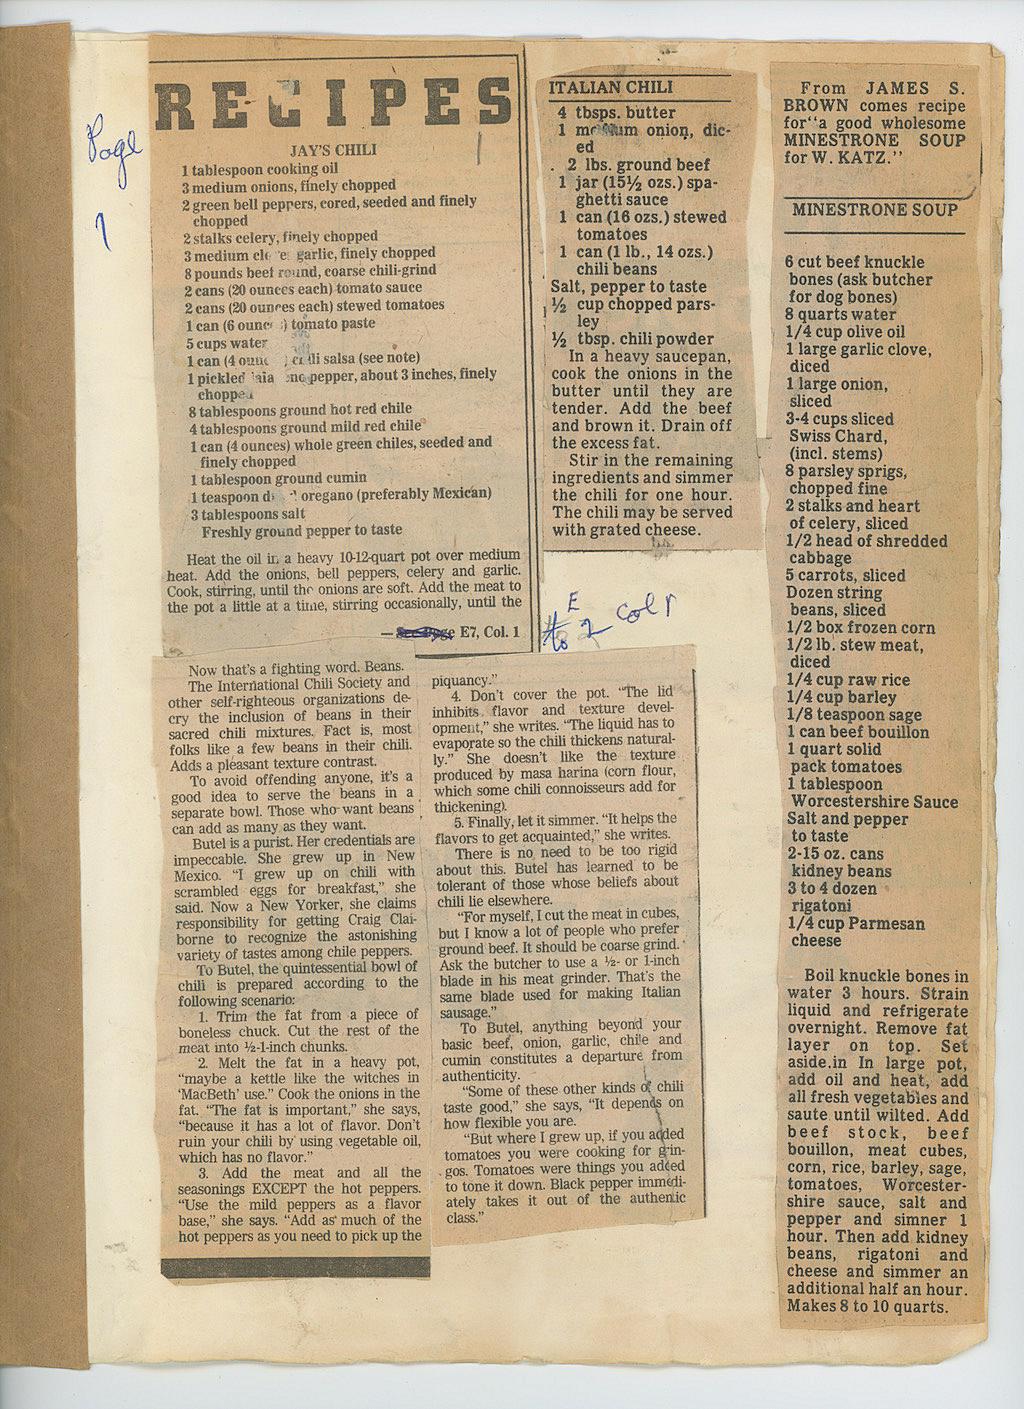 Page
1
RECIPES
JAY'S CHILI
1 tablespoon cooking oil
3 medium onions, finely chopped
2 green bell peppers, cored, seeded and finely
chopped
2 stalks celery, finely chopped
3 medium garlic, finely chopped
8 pounds beef round, coarse chili-grind
2 cans (20 ounces each) tomato sauce
2 cans (20 ounces each) stewed tomatoes
1 can (6 ounc ) tomato paste
5 cups water
1 can (4 oun salsa (see note)
1 pickled pepper, about 3 inches, finely
chopped
8 tablespoons ground hot red chile
4 tablespoons ground mild red chile
1 can (4 ounces) whole green chiles, seeded and
finely chopped
1 tablespoon ground cumin
1 teaspoon d oregano (preferably Mexican)
3 tablespoons salt
Freshly ground pepper to taste
Heat the oil in a heavy 10-12-quart pot over medium
heat. Add the onions, bell peppers, celery and garlic.
Cook, stirring, until the onions are soft. Add the meat to
the pot a little at a time, stirring occasionally, until the
— E7, Col. 1
Now that's a fighting word. Beans.
The International Chili Society and
other self-righteous organizations de-
cry the inclusion of beans in their
sacred chili mixtures. Fact is, most
folks like a few beans in their chili.
Adds a pleasant texture contrast.
To avoid offending anyone, it's a
good idea to serve the beans in a
separate bowl. Those who want beans
can add as many as they want.
Butel is a purist. Her credentials are
impeccable. She grew up in New
Mexico. "I grew up on chili with
scrambled eggs for breakfast," she
said. Now a New Yorker, she claims
responsibility for getting Craig Clai-
borne to recognize the astonishing
variety of tastes among chile peppers.
To Butel, the quintessential bowl of
chili is prepared according to the
following scenario:
1. Trim the fat from a piece of
boneless chuck. Cut the rest of the
meat into ½-1-inch chunks.
2. Melt the fat in a heavy pot,
"maybe a kettle like the witches in
'MacBeth' use." Cook the onions in the
fat. "The fat is important," she says,
"because it has a lot of flavor. Don't
ruin your chili by using vegetable oil,
which has no flavor."
3. Add the meat and all the
seasonings EXCEPT the hot peppers.
"Use the mild peppers as a flavor
base," she says. "Add as much of the
hot peppers as you need to pick up the
piquancy."
4. Don't cover the pot. "The lid
inhibits flavor and texture devel-
opment," she writes. "The liquid has to
evaporate so the chili thickens natural-
ly." She doesn't like the texture
produced by masa harina (corn flour,
which some chili connoisseurs add for
thickening).
5. Finally, let it simmer. "It helps the
flavors to get acquainted," she writes.
There is no need to be too rigid
about this. Butel has learned to be
tolerant of those whose beliefs about
chili lie elsewhere.
"For myself, I cut the meat in cubes,
but I know a lot of people who prefer
ground beef. It should be coarse grind.
Ask the butcher to use a ½- or 1-inch
blade in his meat grinder. That's the
same blade used for making Italian
sausage."
To Butel, anything beyond your
basic beef, onion, garlic, chile and
cumin constitutes a departure from
authenticity.
"Some of these other kinds of chili
taste good," she says, "It depends on
how flexible you are.
"But where I grew up, if you added
tomatoes you were cooking for grin-
gos. Tomatoes were things you added
to tone it down. Black pepper immedi-
ately takes it out of the authentic
class."
ITALIAN CHILI
4 tbsps. butter
1 medium onion, dic-
ed
2 lbs. ground beef
1 jar (15½ ozs.) spa-
ghetti sauce
1 can (16 ozs.) stewed
tomatoes
1 can (1 lb., 14 ozs.)
chili beans
Salt, pepper to taste
½ cup chopped pars-
ley
½ tbsp. chili powder
In a heavy saucepan,
cook the onions in the
butter until they are
tender. Add the beef
and brown it. Drain off
the excess fat.
Stir in the remaining
ingredients and simmer
the chili for one hour.
The chili may be served
with grated cheese.
E
# 2 Col 1
to
From JAMES S.
BROWN comes recipe
for "a good wholesome
MINESTRONE SOUP
for W. KATZ."
MINESTRONE SOUP
6 cut beef knuckle
bones (ask butcher
for dog bones)
8 quarts water
1/4 cup olive oil
1 large garlic clove,
diced
1 large onion,
sliced
3-4 cups sliced
Swiss Chard,
(incl. stems)
8 parsley sprigs,
chopped fine
2 stalks and heart
of celery, sliced
1/2 head of shredded
cabbage
5 carrots, sliced
Dozen string
beans, sliced
1/2 box frozen corn
1/2 lb. stew meat,
diced
1/4 cup raw rice
1/4 cup barley
1/8 teaspoon sage
1 can beef bouillon
1 quart solid
pack tomatoes
1 tablespoon
Worcestershire Sauce
Salt and pepper
to taste
2-15 oz. cans
kidney beans
3 to 4 dozen
rigatoni
1/4 cup Parmesan
cheese
Boil knuckle bones in
water 3 hours. Strain
liquid and refrigerate
overnight. Remove fat
layer on top. Set
aside.in In large pot,
add oil and heat, add
all fresh vegetables and
saute until wilted. Add
beef stock, beef
bouillon, meat cubes,
corn, rice, barley, sage,
tomatoes, Worcester-
shire sauce, salt and
pepper and simner 1
hour. Then add kidney
beans, rigatoni and
cheese and simmer an
additional half an hour.
Makes 8 to 10 quarts.